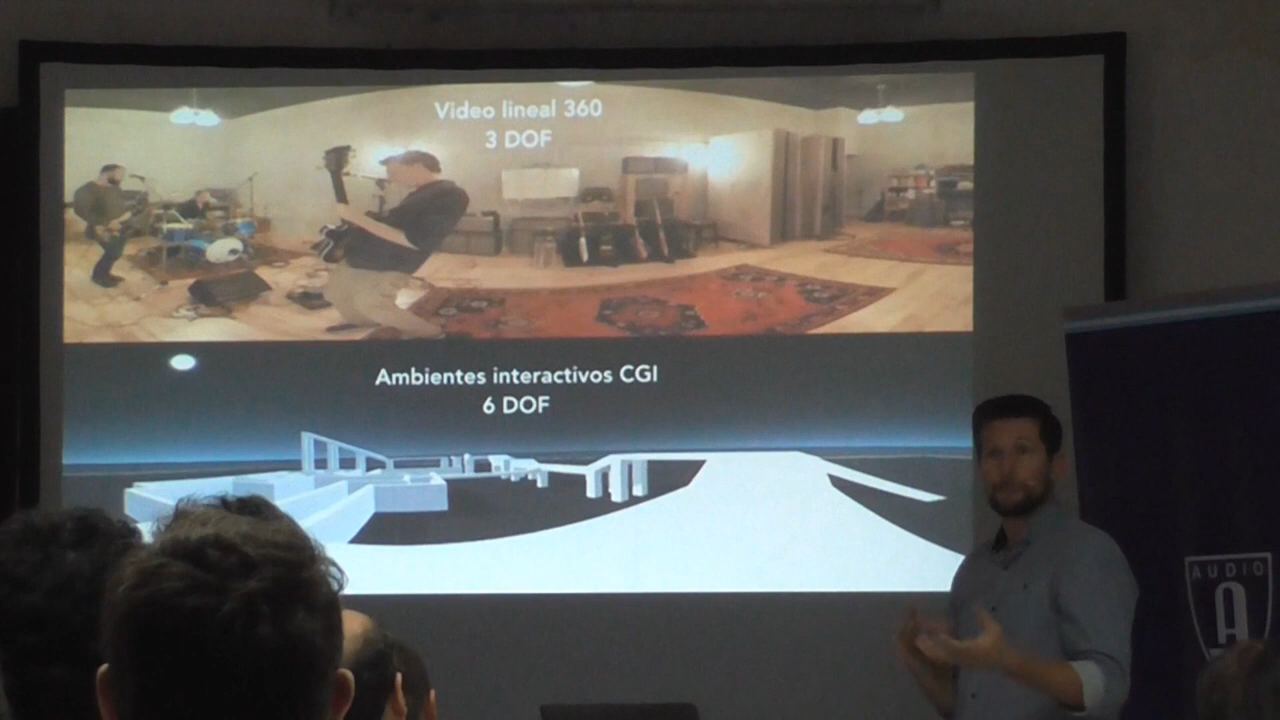 Video lineal 360
3 DOF
Ambientes interactivos CGI
6 DOF
AUDIO
A